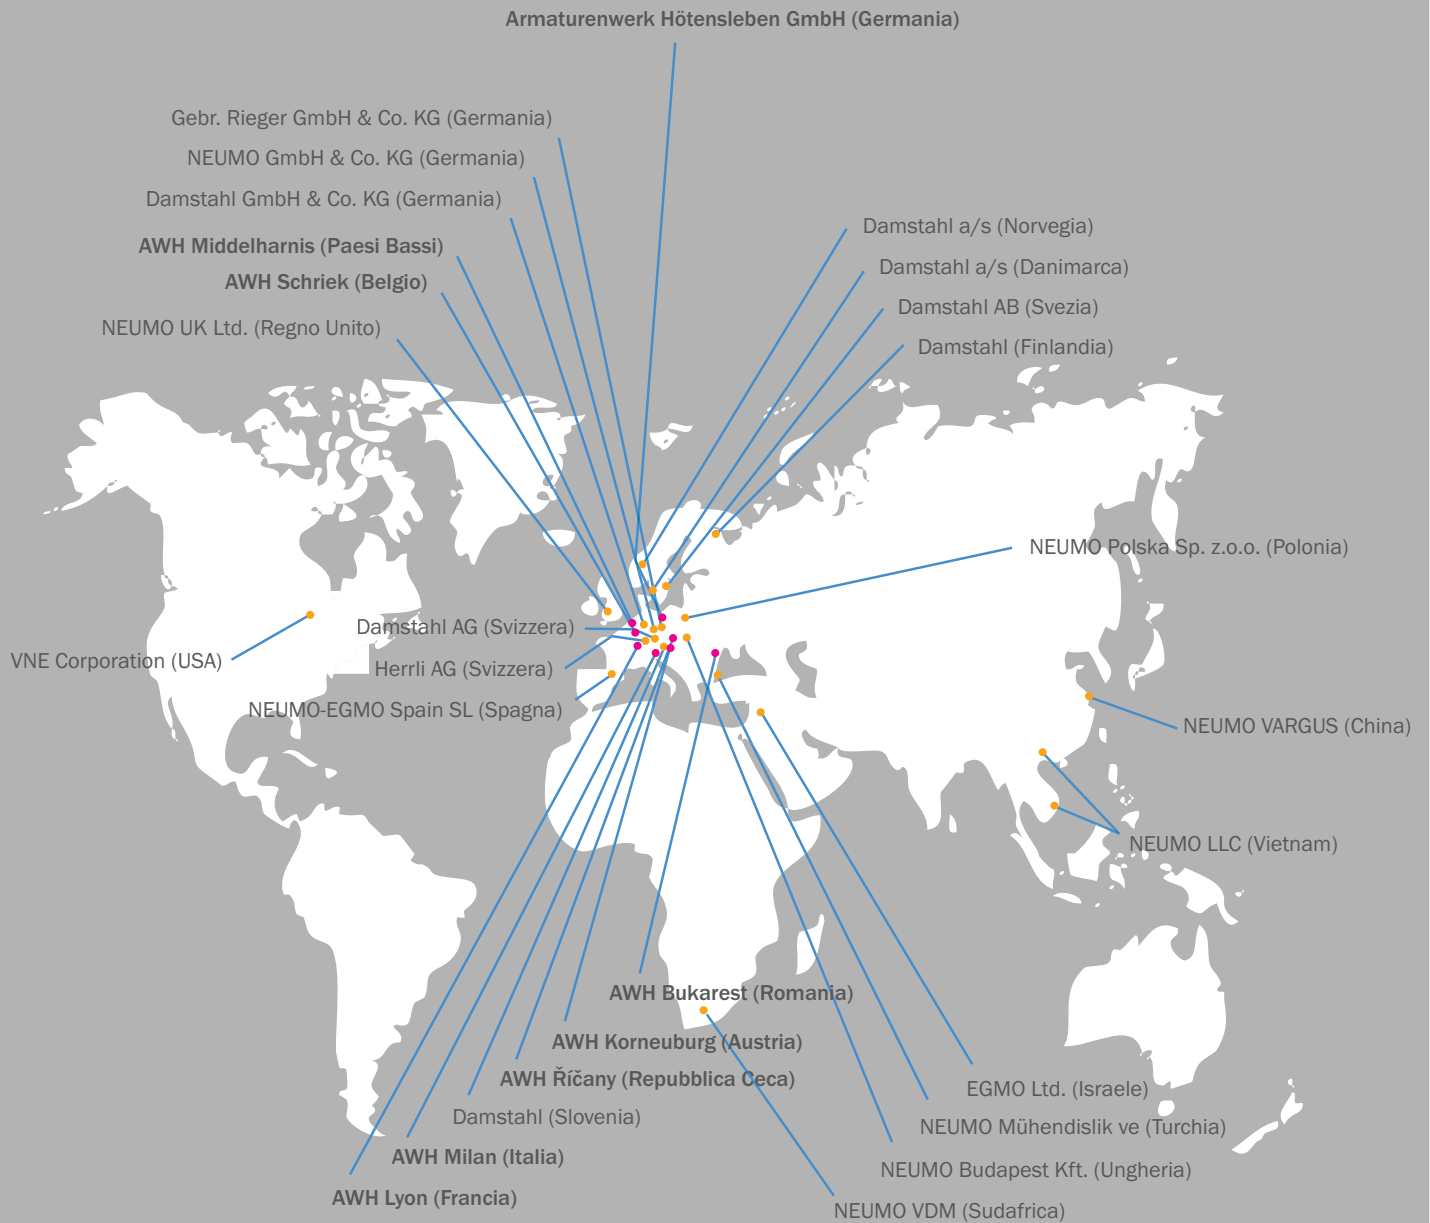 Armaturenwerk Hötensleben GmbH (Germania)
Gebr. Rieger GmbH & Co. KG (Germania)
NEUMO GmbH & Co. KG (Germania)
Damstahl GmbH & Co. KG (Germania)
AWH Middelharnis (Paesi Bassi)
AWH Schriek (Belgio)
NEUMO UK Ltd. (Regno Unito)
Damstahl a/s (Norvegia)
Damstahl a/s (Danimarca)
Damstahl AB (Svezia)
Damstahl (Finlandia)
NEUMO Polska Sp. z.o.o. (Polonia)
Damstahl AG (Svizzera)
VNE Corporation (USA)
Herrli AG (Svizzera)
NEUMO-EGMO Spain SL (Spagna)
NEUMO VARGUS (China)
NEUMO LLC (Vietnam)
AWH Bukarest (Romania)
AWH Korneuburg (Austria)
AWH Říčany (Repubblica Ceca)
Damstahl (Slovenia)
AWH Milan (Italia)
AWH Lyon (Francia)
EGMO Ltd. (Israele)
NEUMO Mühendislik ve (Turchia)
NEUMO Budapest Kft. (Ungheria)
NEUMO VDM (Sudafrica)